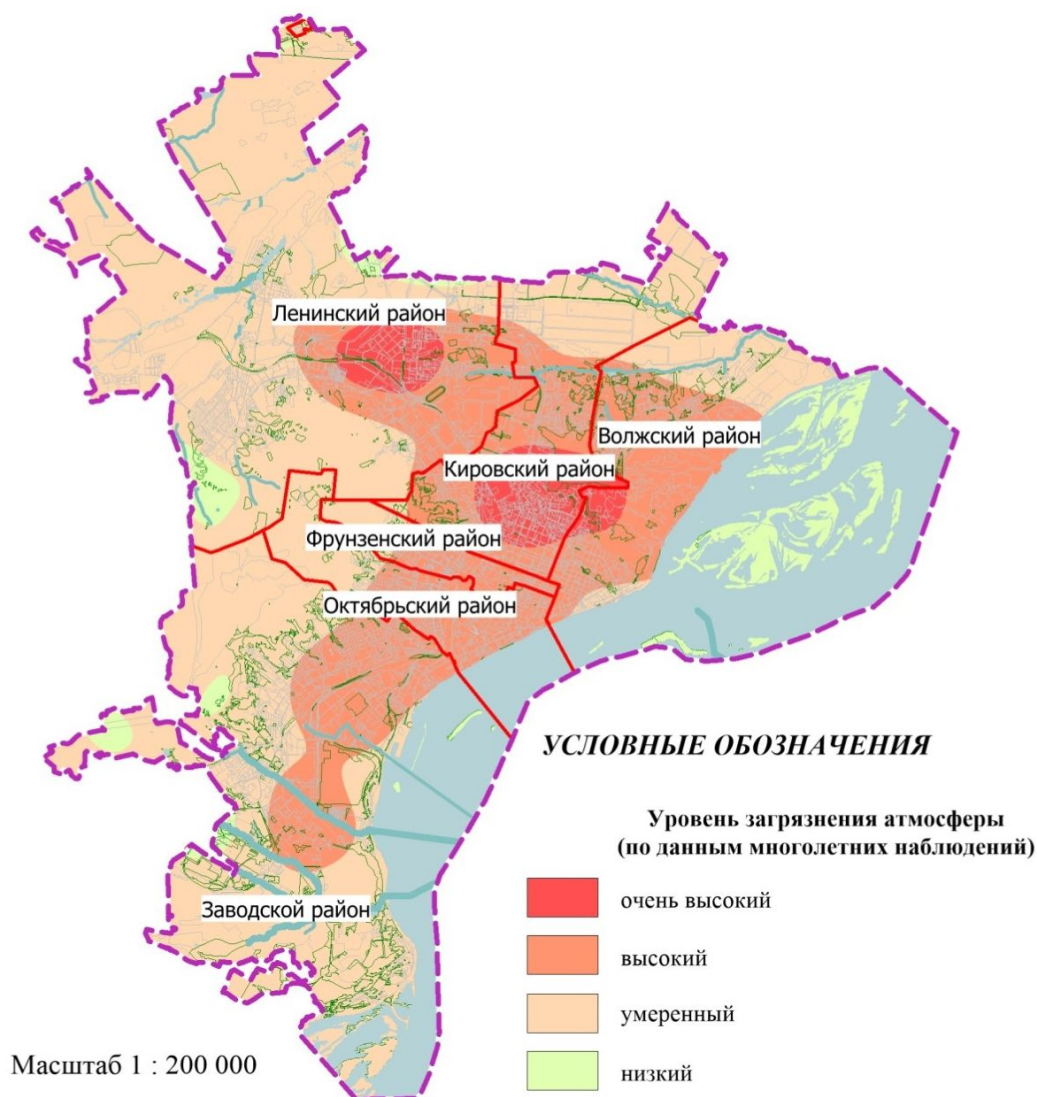 Ленинский район
Волжский район
Кировский район
Фрунзенский район
Октябрьский район
УСЛОВНЫЕ ОБОЗНАЧЕНИЯ
Уровень загрязнения атмосферы
(по данным многолетних наблюдений)
очень высокий
Заводской район
высокий
умеренный
Масштаб 1 : 200 000
низкий